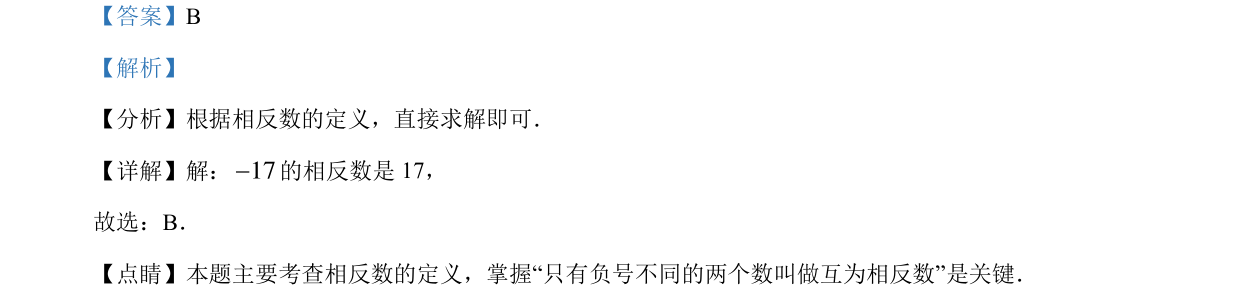 【答案】B
【解析】
【分析】根据相反数的定义，直接求解即可．
【详解】解：−17的相反数是 17，
故选：B．
【点睛】本题主要考查相反数的定义，掌握“只有负号不同的两个数叫做互为相反数”是关键．